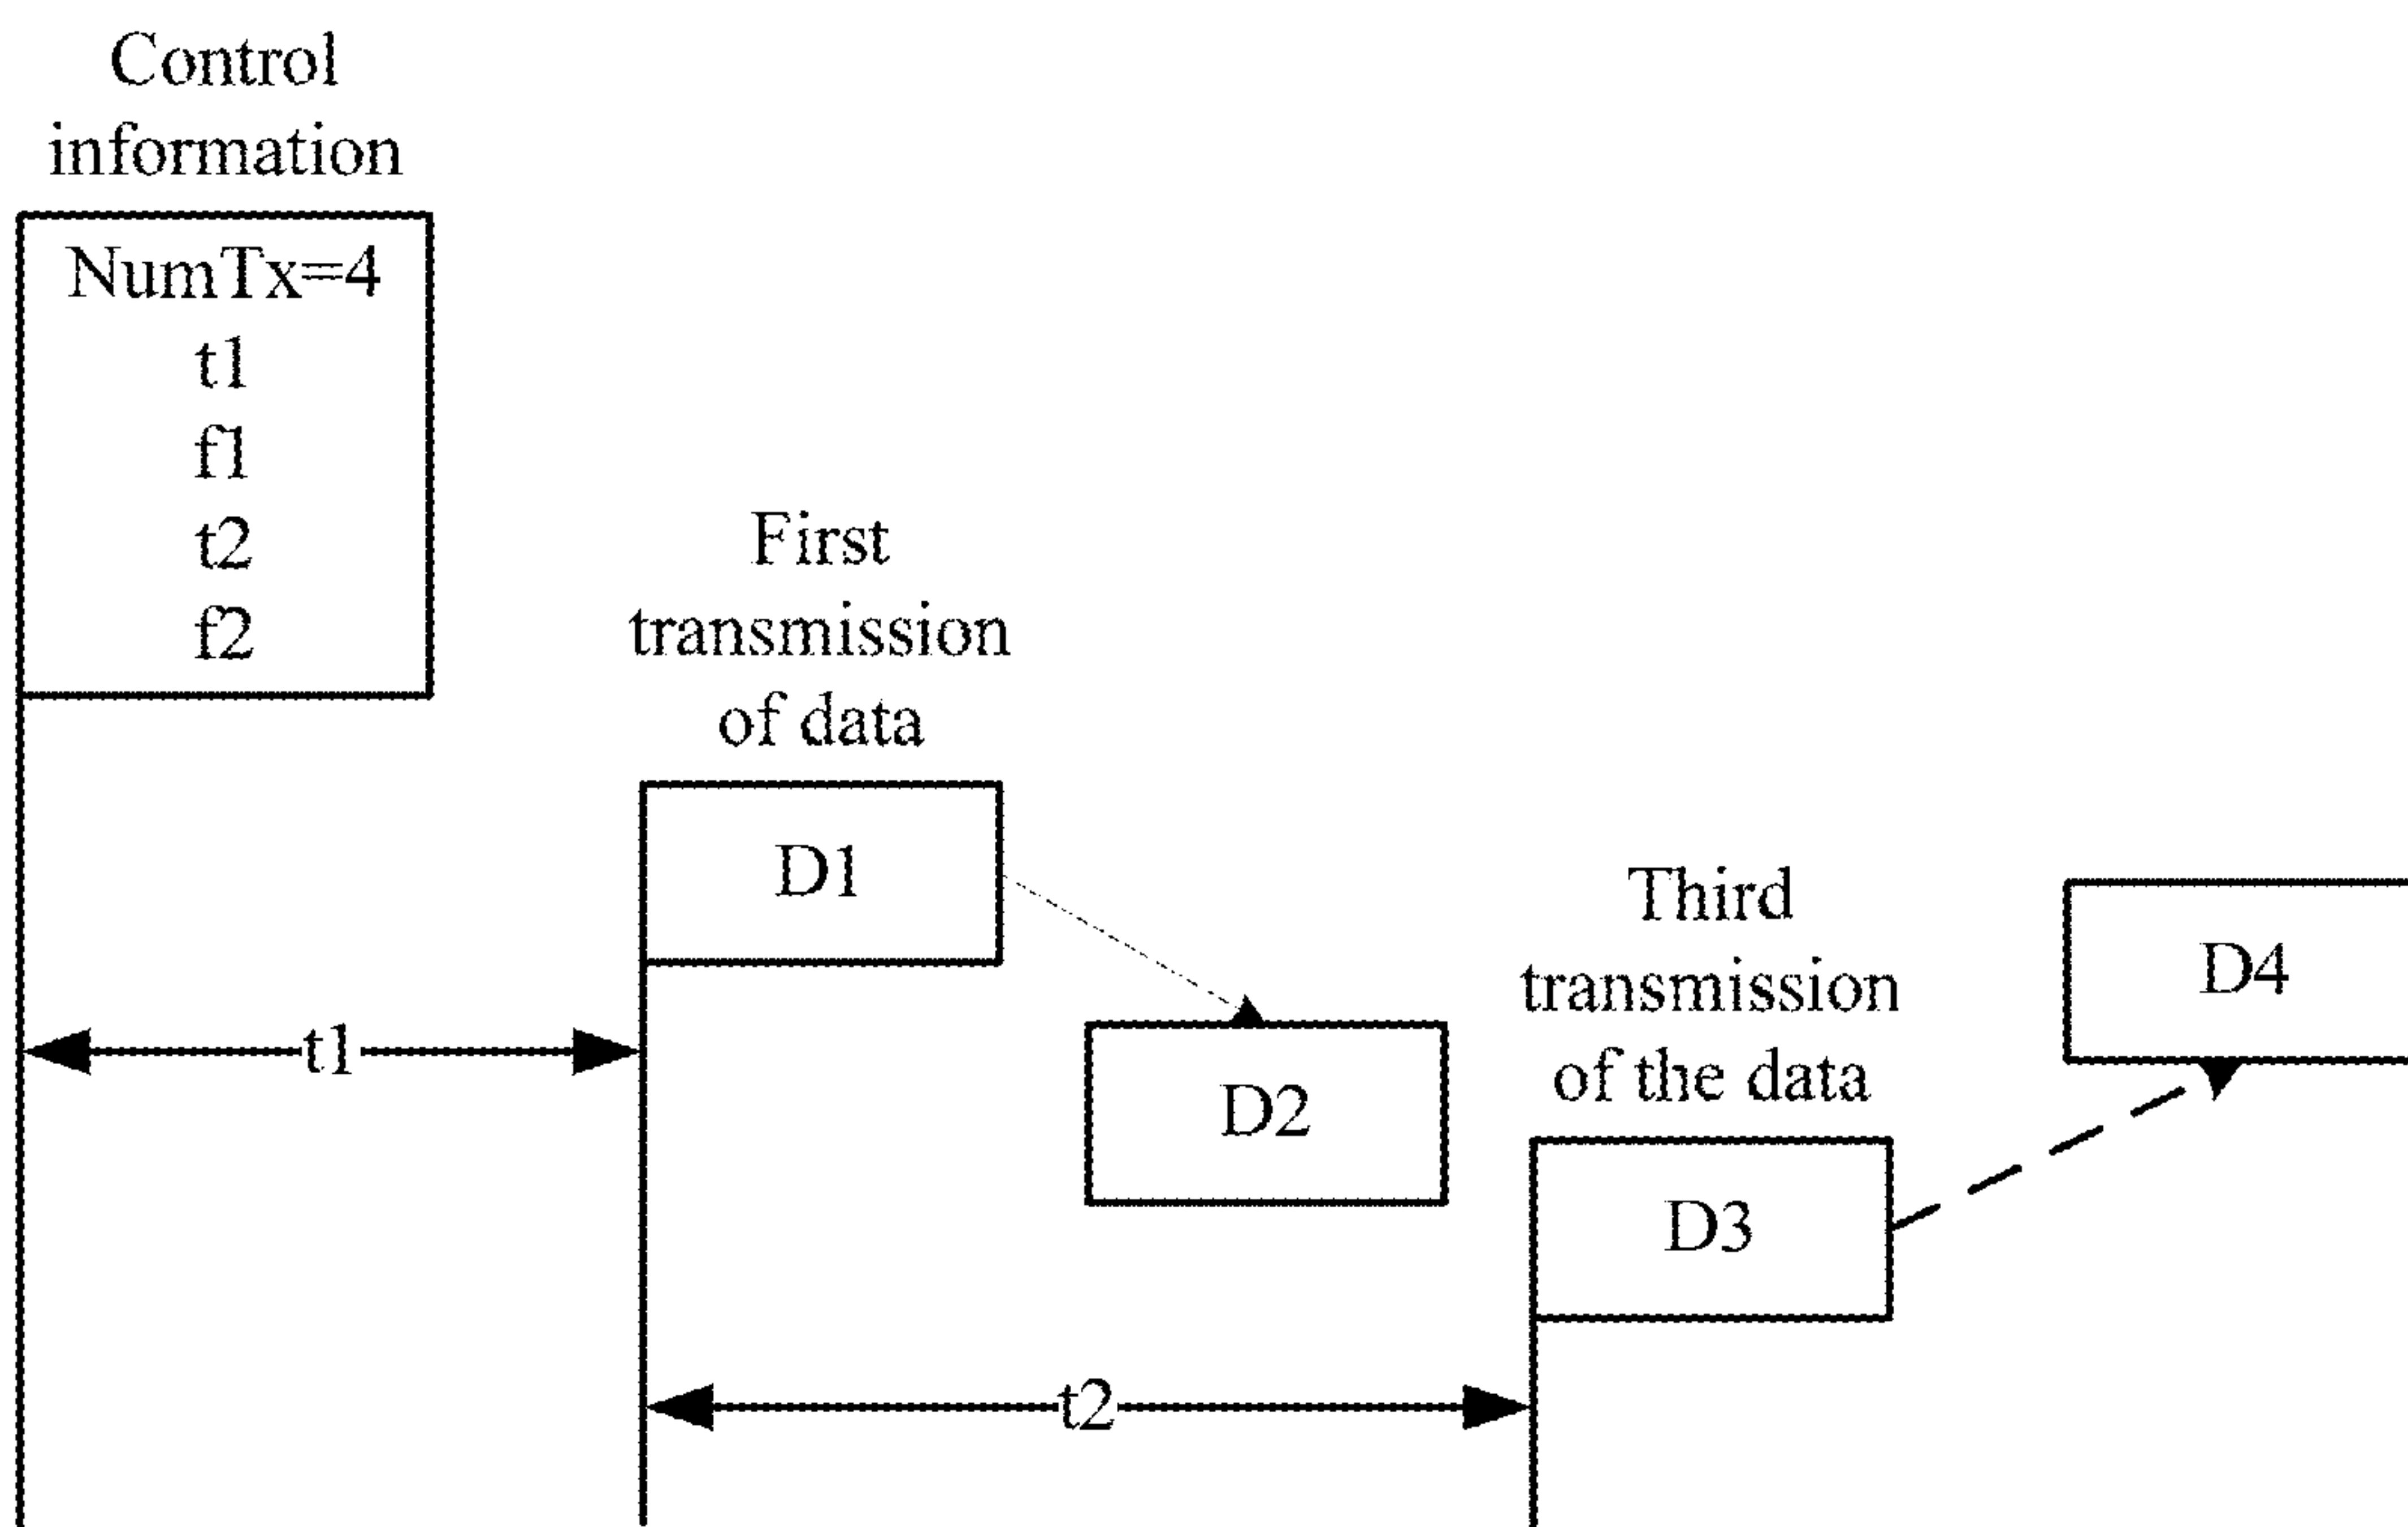 Control
information
NumTx=4
t1
f1
t2
f2
First
transmission
of data
D1
t1
D2
Third
transmission
of the data
D3
D4
t2